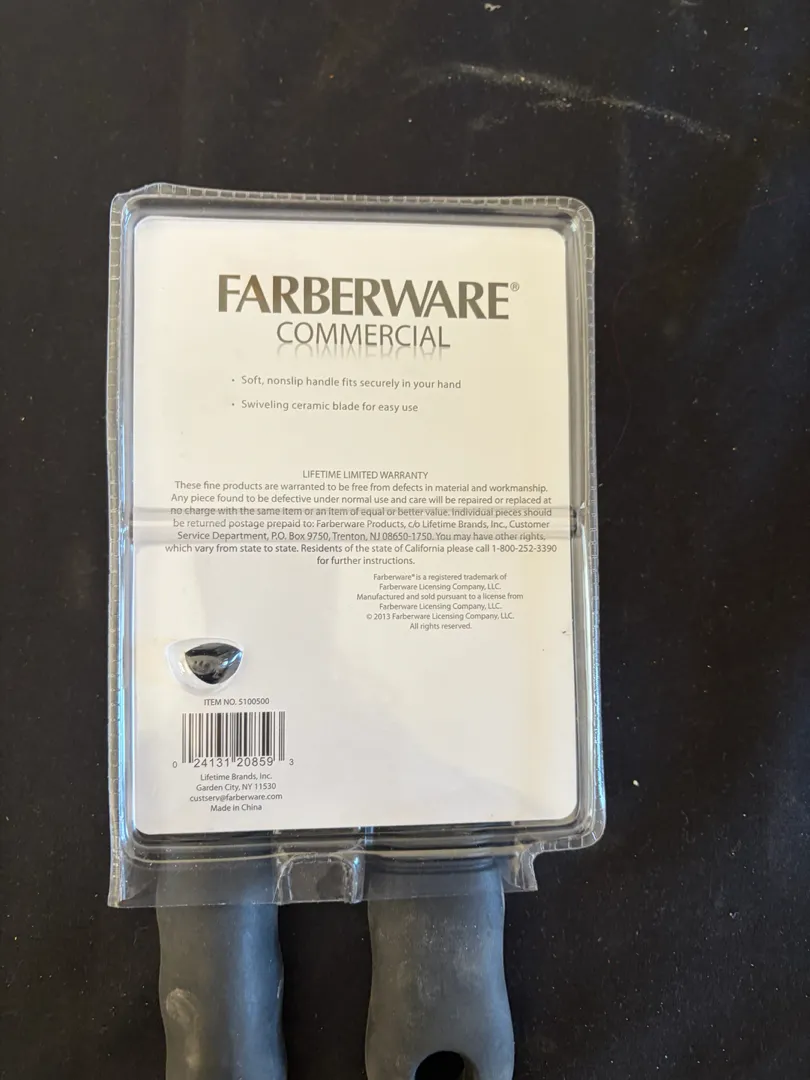 FARBERWARE®
COMMERCIAL
• Soft, nonslip handle fits securely in your hand
• Swiveling ceramic blade for easy use
LIFETIME LIMITED WARRANTY
These fine products are warranted to be free from defects in material and workmanship.
Any piece found to be defective under normal use and care will be repaired or replaced at
no charge with the same item or an item of equal or better value. Individual pieces should
be returned postage prepaid to: Farberware Products, c/o Lifetime Brands, Inc., Customer
Service Department, P.O. Box 9750, Trenton, NJ 08650-1750. You may have other rights,
which vary from state to state. Residents of the state of California please call 1-800-252-3390
for further instructions.
Farberware® is a registered trademark of
Farberware Licensing Company, LLC.
Manufactured and sold pursuant to a license from
Farberware Licensing Company, LLC.
© 2013 Farberware Licensing Company, LLC.
All rights reserved.
ITEM NO. 5100500
0 24131 20859 3
Lifetime Brands, Inc.
Garden City, NY 11530
custserv@farberware.com
Made in China